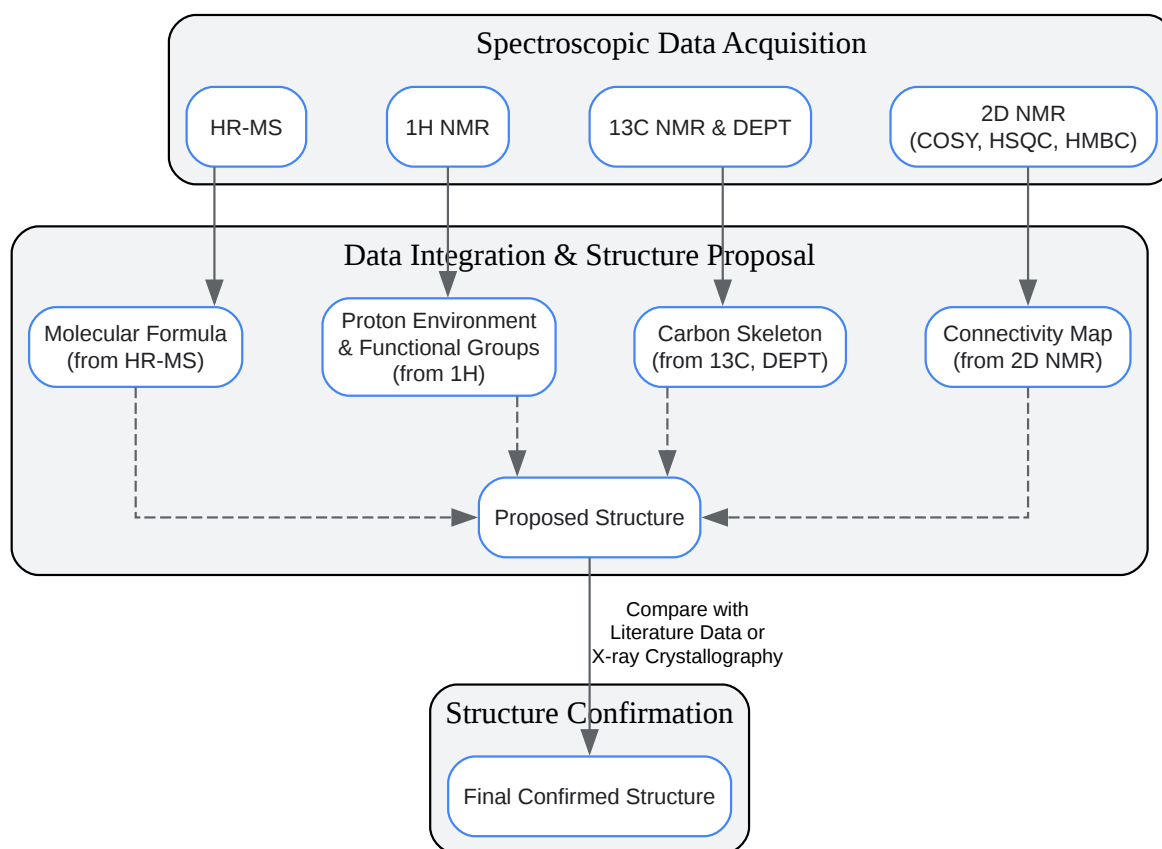 Spectroscopic Data Acquisition
HR-MS
1H NMR
13C NMR & DEPT
2D NMR
(COSY, HSQC, HMBC)
Data Integration & Structure Proposal
Molecular Formula
(from HR-MS)
Proton Environment
& Functional Groups
(from 1H)
Carbon Skeleton
(from 13C, DEPT)
Connectivity Map
(from 2D NMR)
Proposed Structure
Compare with
Literature Data or
X-ray Crystallography
Structure Confirmation
Final Confirmed Structure